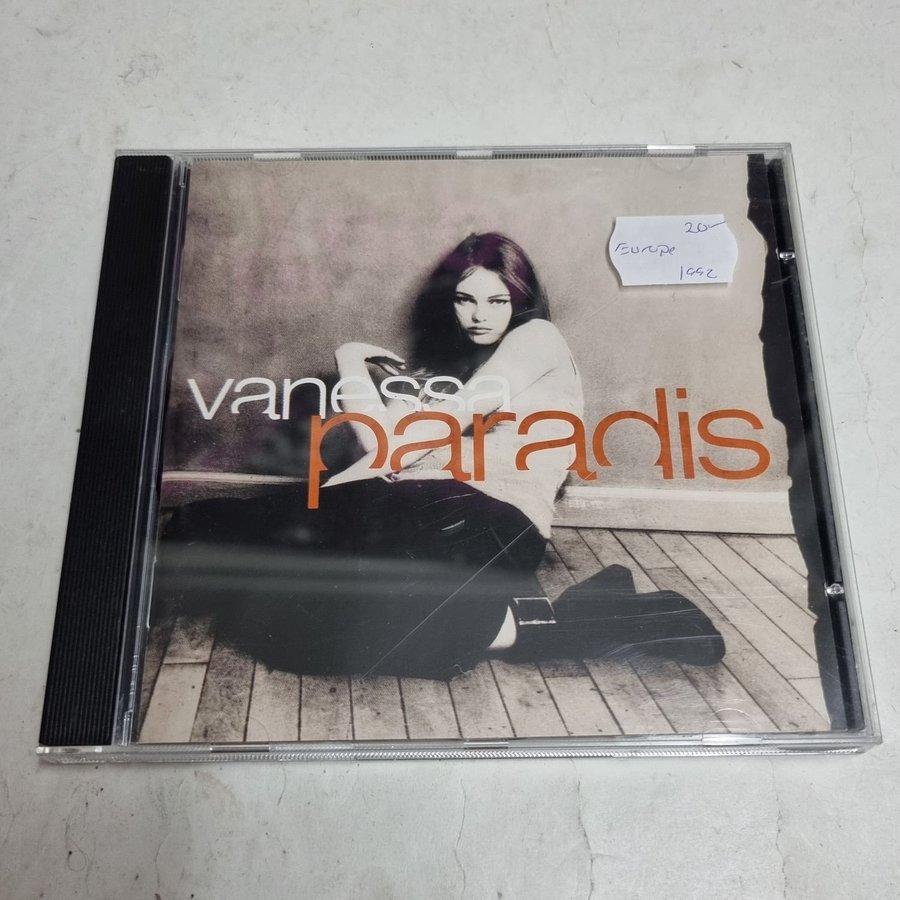 20-
Europe
1992
vanessa
paradis